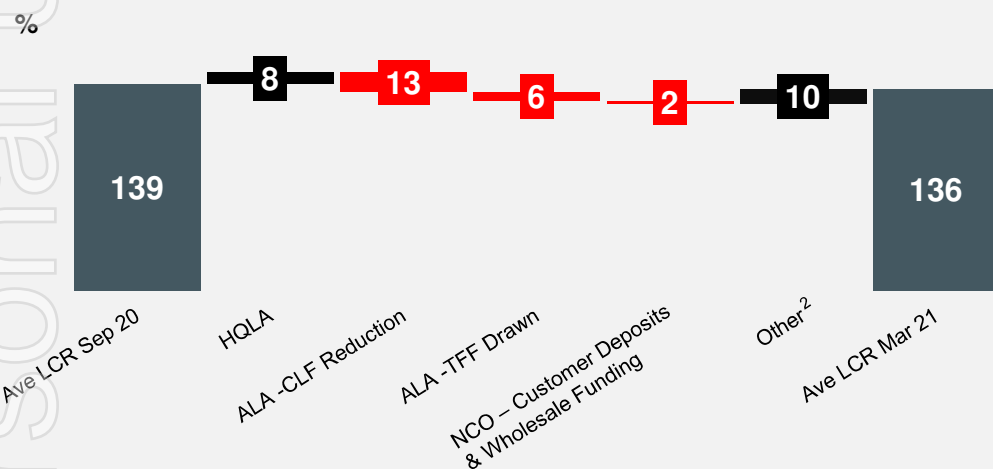 %
139
8
13
6
2
10
136
Ave LCR Sep 20
HQLA
ALA -CLF Reduction
ALA -TFF Drawn
NCO – Customer Deposits
& Wholesale Funding
Other²
Ave LCR Mar 21